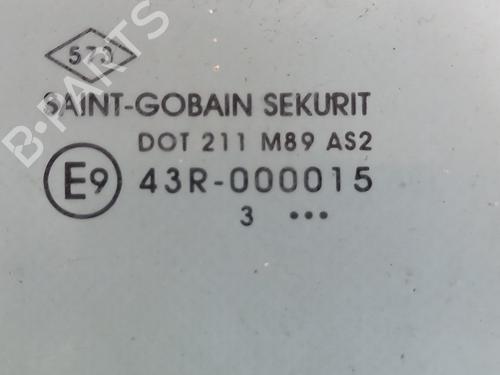 573
SAINT-GOBAIN SEKURIT
DOT 211 M89 AS2
E9 43R-000015
3 •••
B-PARTS